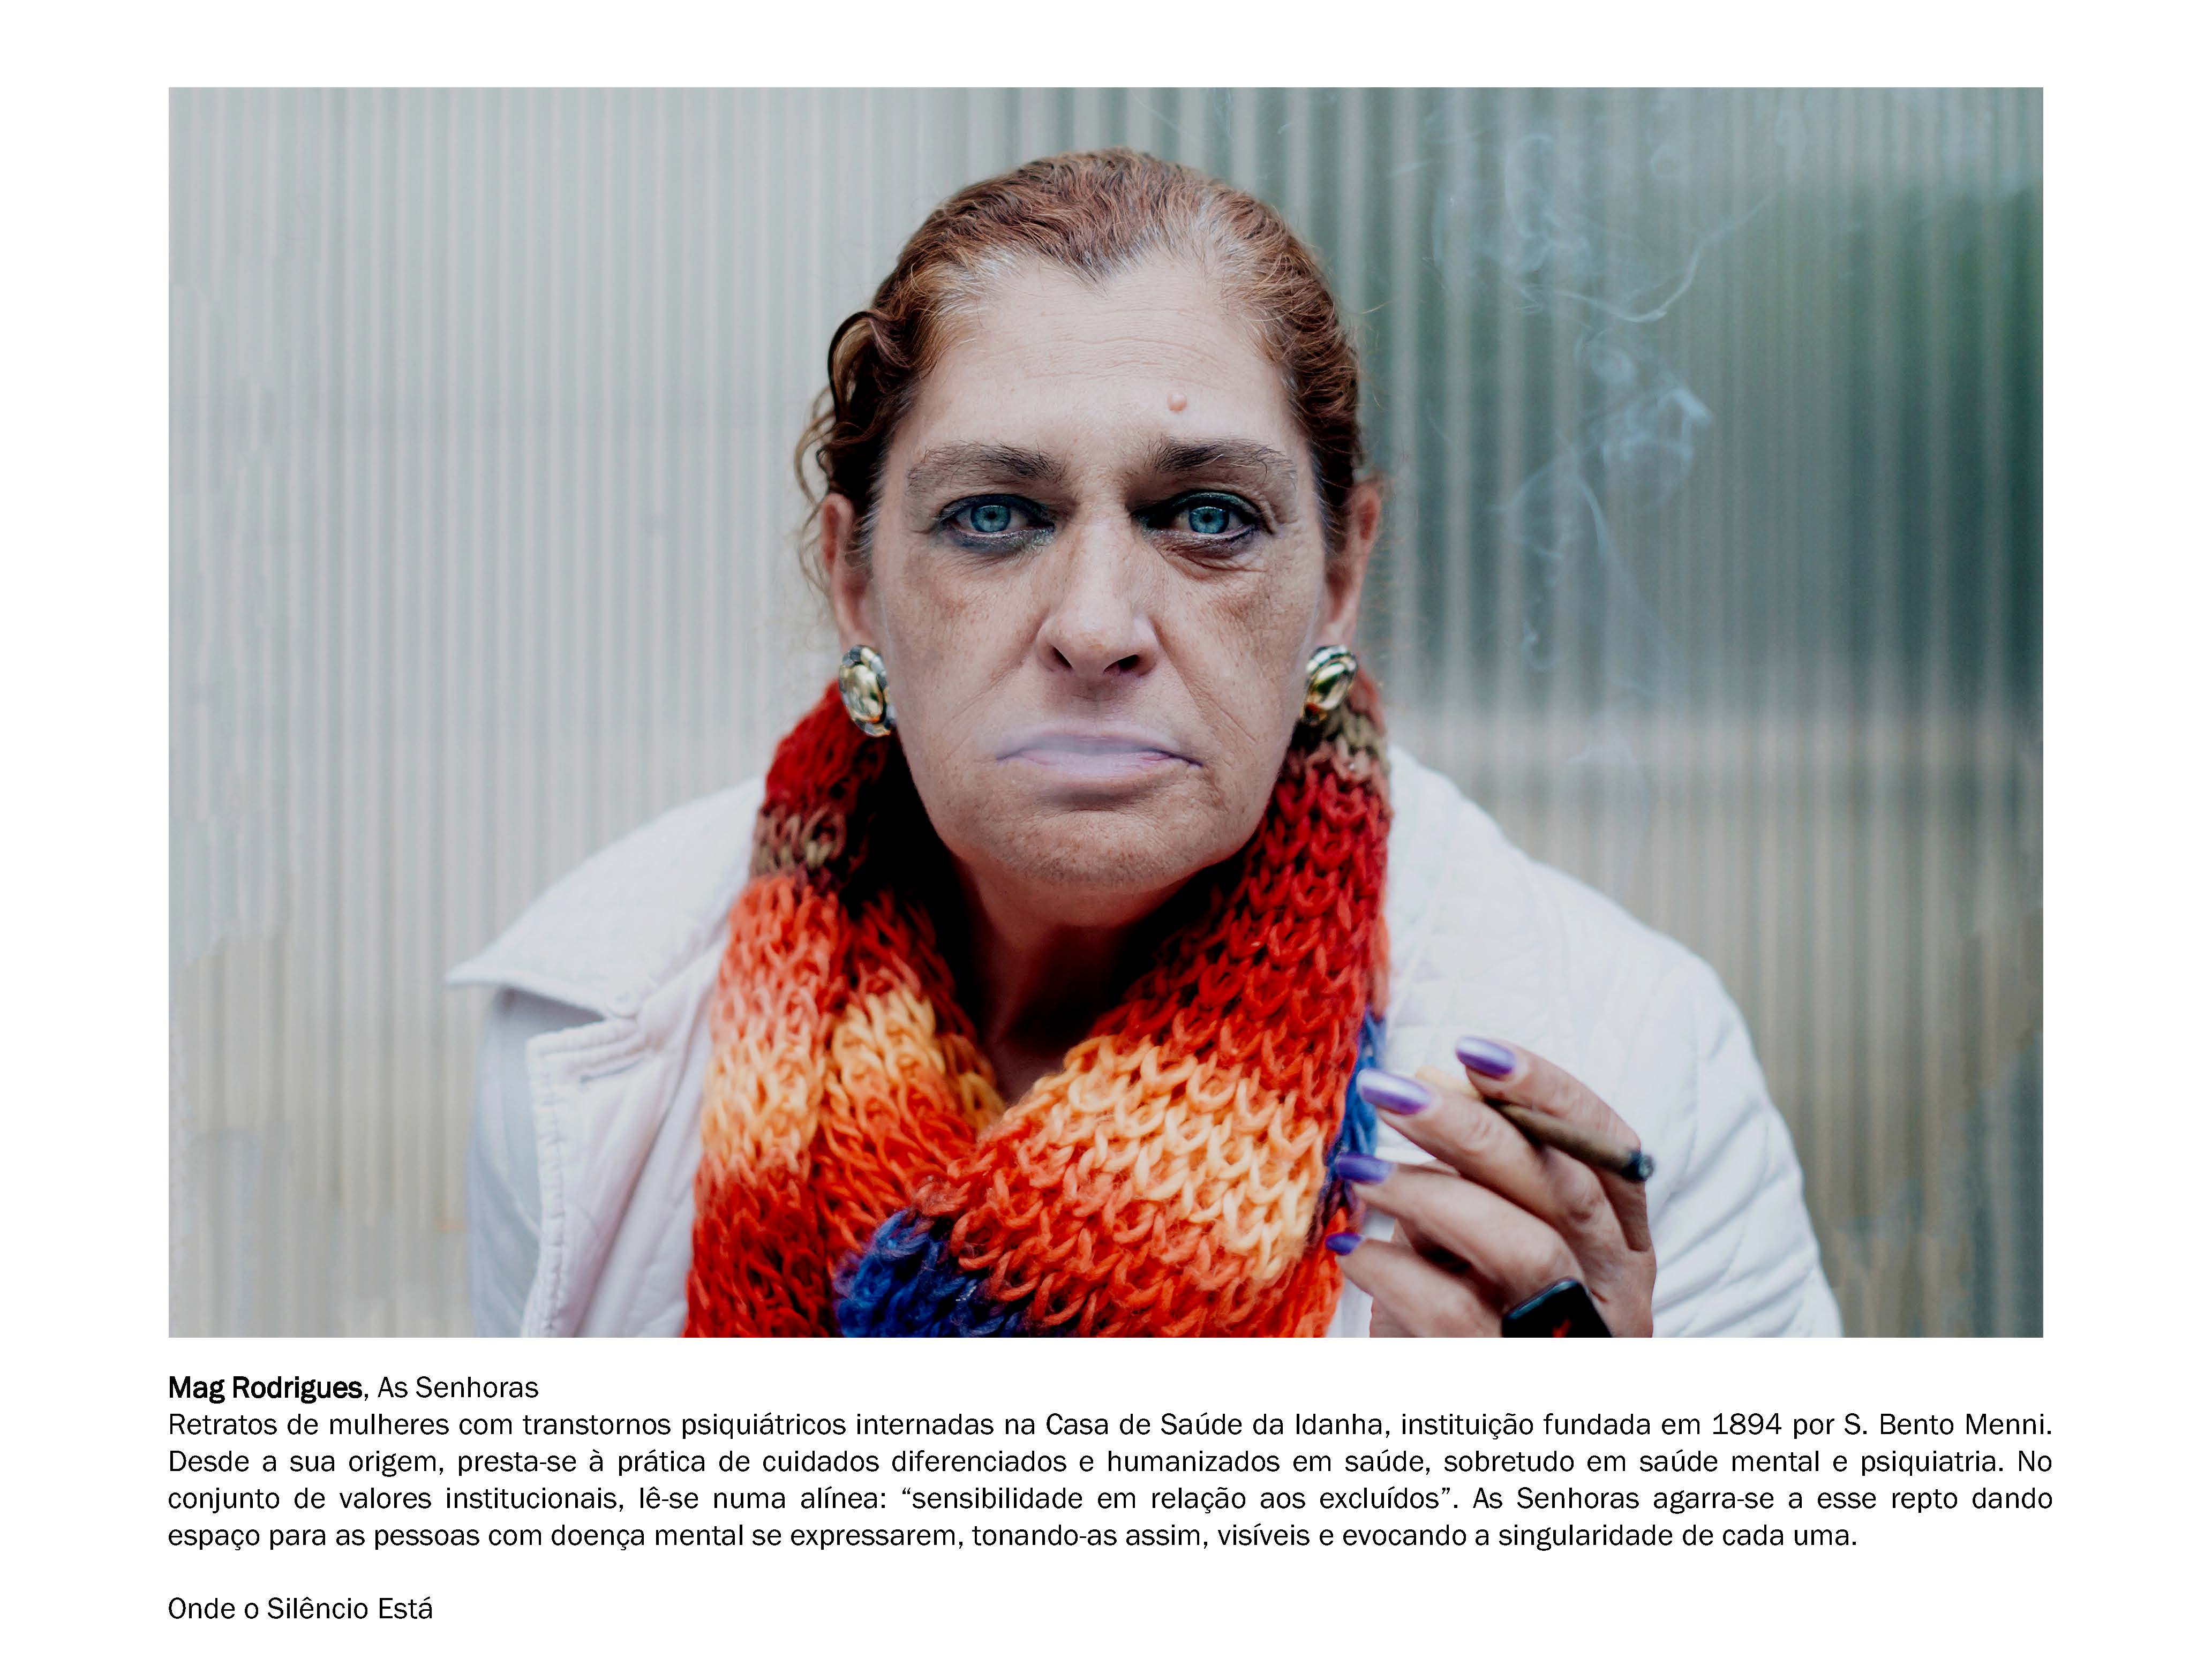 Mag Rodrigues, As Senhoras
Retratos de mulheres com transtornos psiquiátricos internadas na Casa de Saúde da Idanha, instituição fundada em 1894 por S. Bento Menni.
Desde a sua origem, presta-se à prática de cuidados diferenciados e humanizados em saúde, sobretudo em saúde mental e psiquiatria. No
conjunto de valores institucionais, lê-se numa alínea: “sensibilidade em relação aos excluídos”. As Senhoras agarra-se a esse repto dando
espaço para as pessoas com doença mental se expressarem, tonando-as assim, visíveis e evocando a singularidade de cada uma.
Onde o Silêncio Está